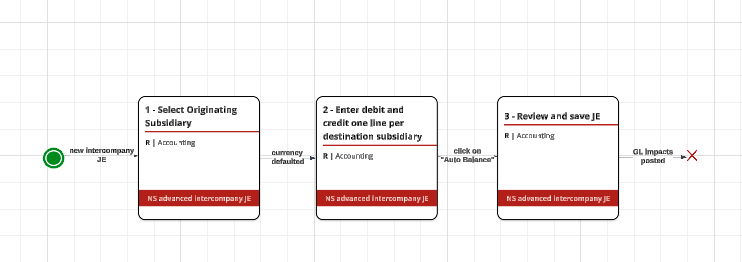 new intercompany
JE
1 - Select Originating
Subsidiary
R | Accounting
NS advanced intercompany JE
currency
defaulted
2 - Enter debit and
credit one line per
destination subsidiary
R | Accounting
NS advanced intercompany JE
click on
"Auto Balance"
3 - Review and save JE
R | Accounting
NS advanced intercompany JE
GL impacts
posted